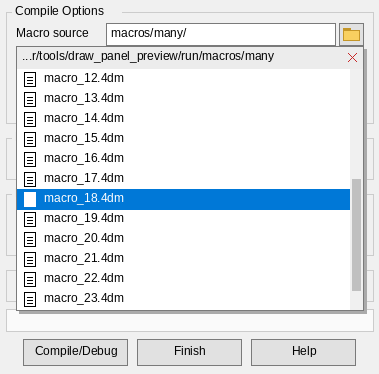 Compile Options
Macro source macros/many/
...r/tools/draw_panel_preview/run/macros/many
macro_12.4dm
macro_13.4dm
macro_14.4dm
macro_15.4dm
macro_16.4dm
macro_17.4dm
macro_18.4dm
macro_19.4dm
macro_20.4dm
macro_21.4dm
macro_22.4dm
macro_23.4dm
Compile/Debug Finish Help